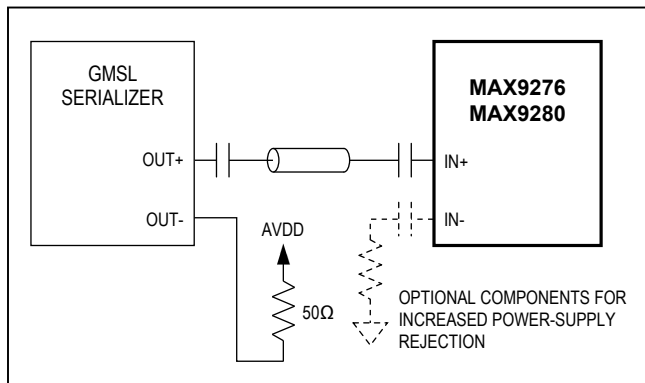 GMSL
SERIALIZER
MAX9276
MAX9280
OUT+
IN+
OUT-
AVDD
IN-
50Ω
OPTIONAL COMPONENTS FOR
INCREASED POWER-SUPPLY
REJECTION